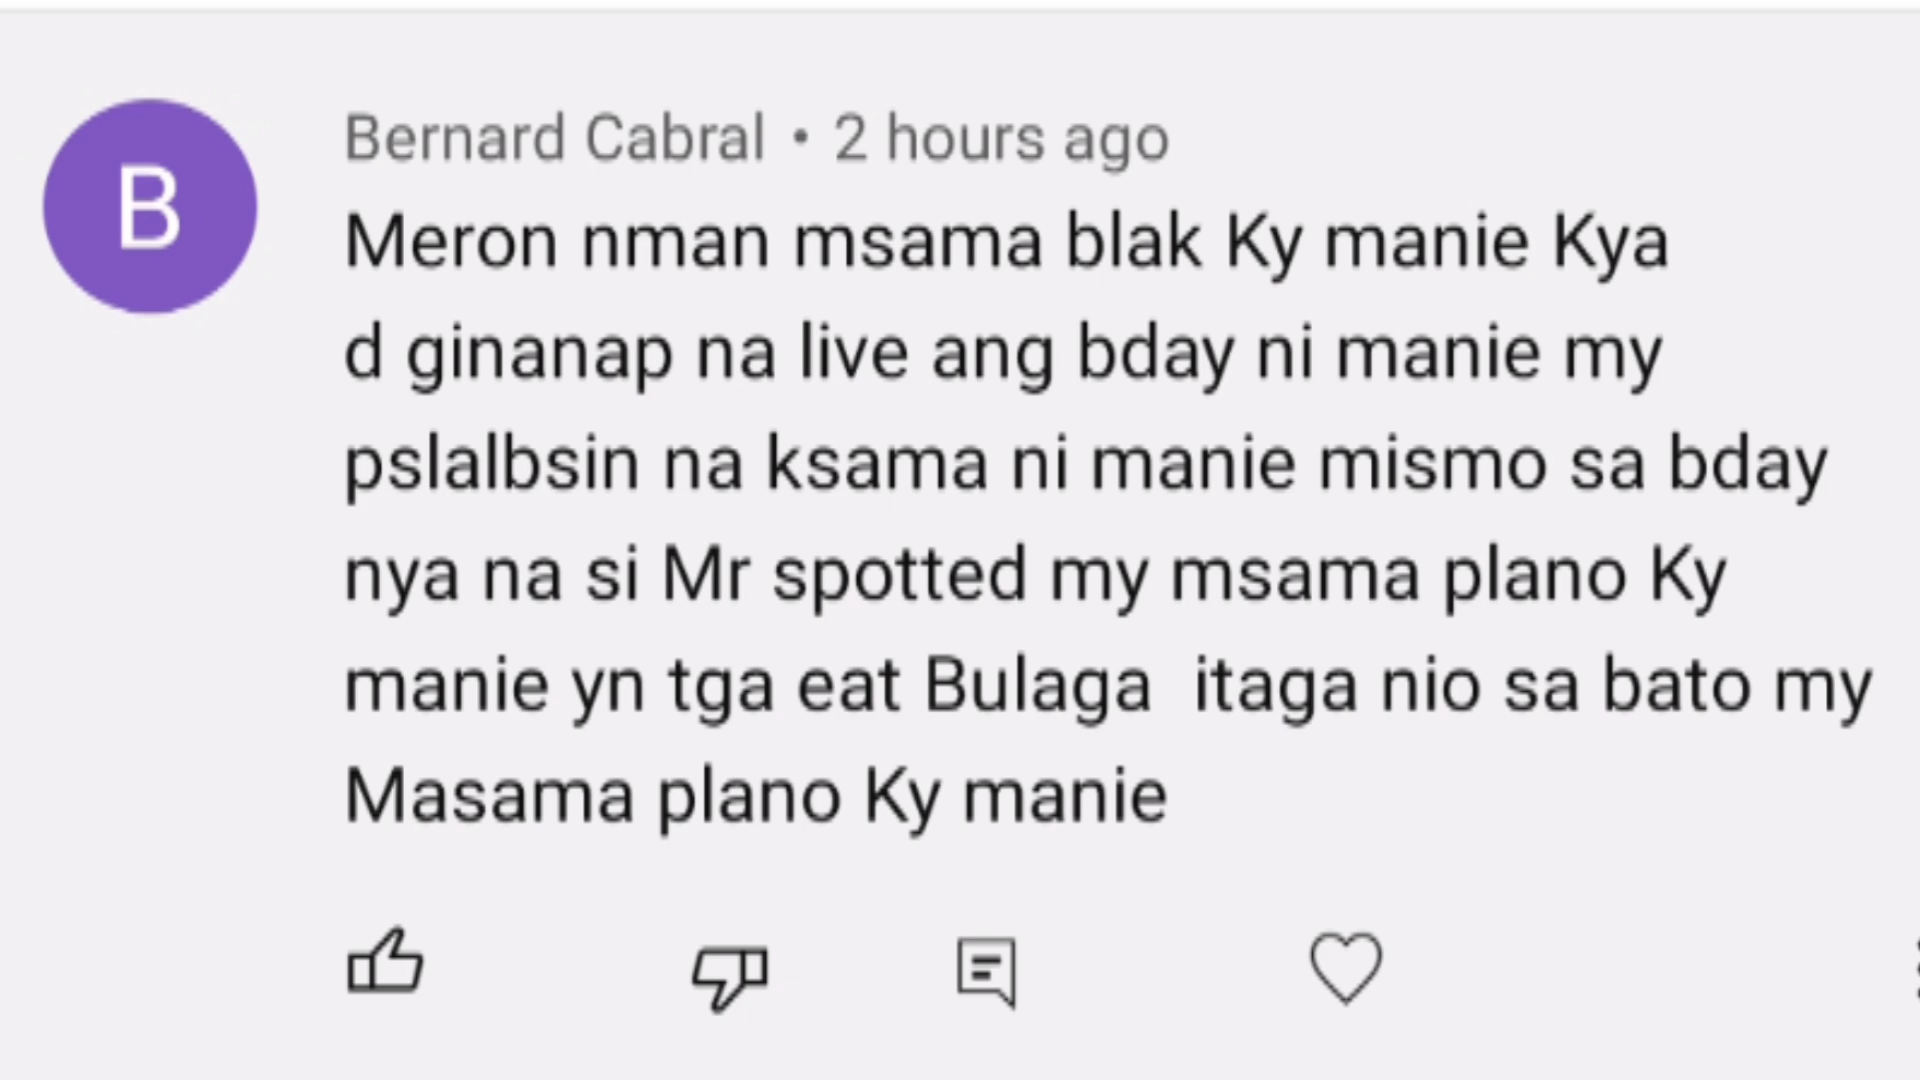 B
Bernard Cabral • 2 hours ago
Meron nman msama blak Ky manie Kya
d ginanap na live ang bday ni manie my
pslalbsin na ksama ni manie mismo sa bday
nya na si Mr spotted my msama plano Ky
manie yn tga eat Bulaga  itaga nio sa bato my
Masama plano Ky manie